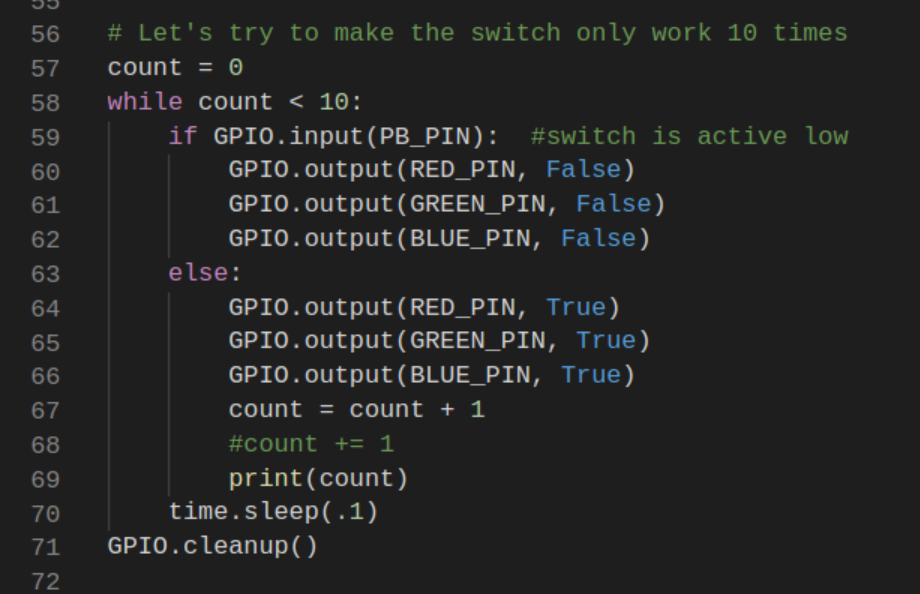 55
56 # Let's try to make the switch only work 10 times
57 count = 0
58 while count < 10:
59     if GPIO.input(PB_PIN):  #switch is active low
60         GPIO.output(RED_PIN, False)
61         GPIO.output(GREEN_PIN, False)
62         GPIO.output(BLUE_PIN, False)
63     else:
64         GPIO.output(RED_PIN, True)
65         GPIO.output(GREEN_PIN, True)
66         GPIO.output(BLUE_PIN, True)
67         count = count + 1
68         #count += 1
69         print(count)
70     time.sleep(.1)
71 GPIO.cleanup()
72